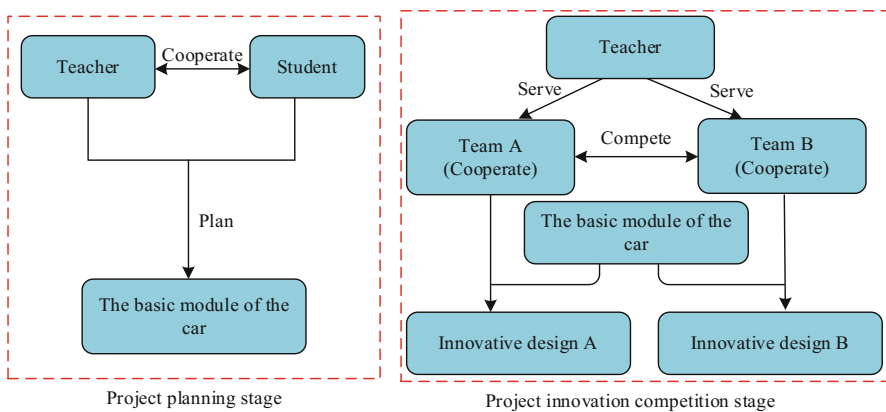 Cooperate
Teacher
Student
Plan
The basic module of the
car
Project planning stage
Teacher
Serve
Serve
Team A
(Cooperate)
Compete
Team B
(Cooperate)
The basic module of the
car
Innovative design A
Innovative design B
Project innovation competition stage